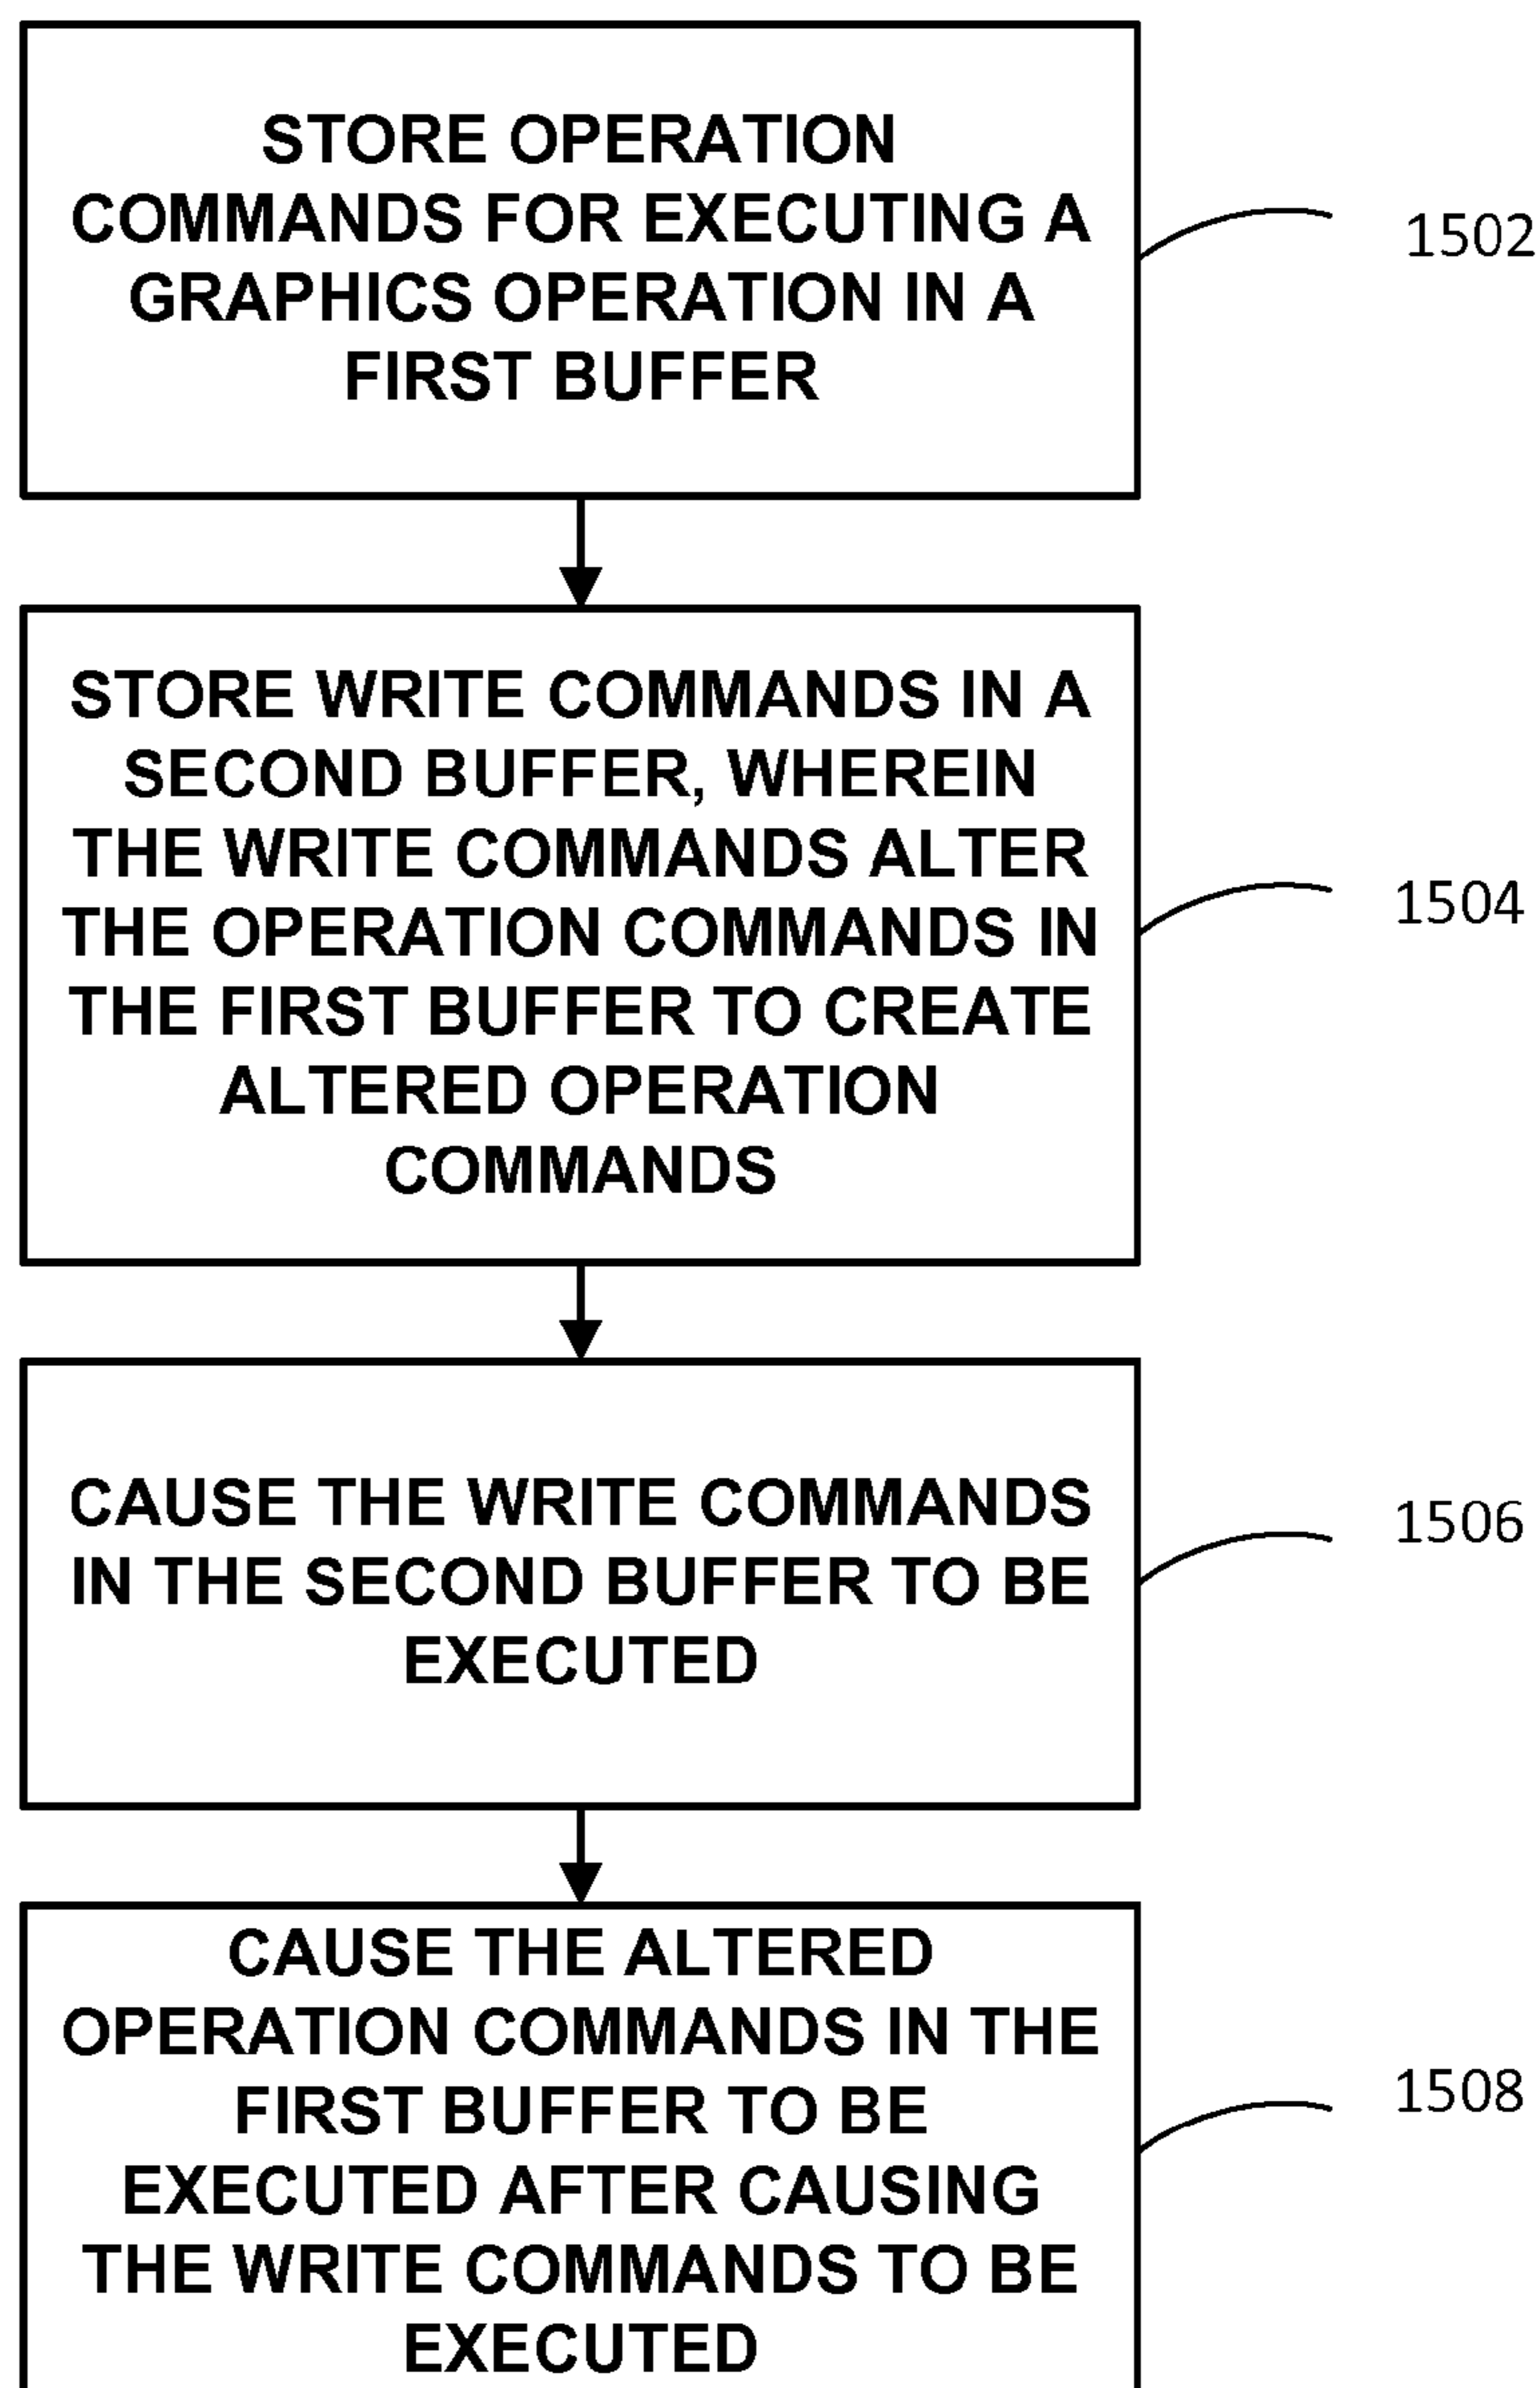 STORE OPERATION
COMMANDS FOR EXECUTING A
GRAPHICS OPERATION IN A
FIRST BUFFER
1502
STORE WRITE COMMANDS IN A
SECOND BUFFER, WHEREIN
THE WRITE COMMANDS ALTER
THE OPERATION COMMANDS IN
THE FIRST BUFFER TO CREATE
ALTERED OPERATION
COMMANDS
1504
CAUSE THE WRITE COMMANDS
IN THE SECOND BUFFER TO BE
EXECUTED
1506
CAUSE THE ALTERED
OPERATION COMMANDS IN THE
FIRST BUFFER TO BE
EXECUTED AFTER CAUSING
THE WRITE COMMANDS TO BE
EXECUTED
1508